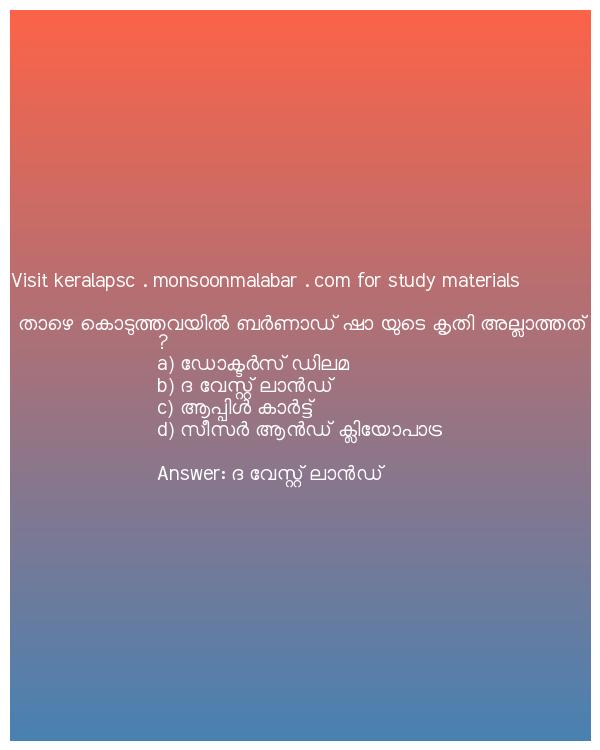 Visit keralapsc . monsoonmalabar . com for study materials
താഴെ കൊടുത്തവയിൽ ബർണാഡ് ഷാ യുടെ കൃതി അല്ലാത്തത്
?
a) ഡോക്ടർസ് ഡിലമ
b) ദ വേസ്റ്റ് ലാൻഡ്
c) ആപ്പിൾ കാർട്ട്
d) സീസർ ആൻഡ് ക്ലിയോപാട്ര
Answer: ദ വേസ്റ്റ് ലാൻഡ്